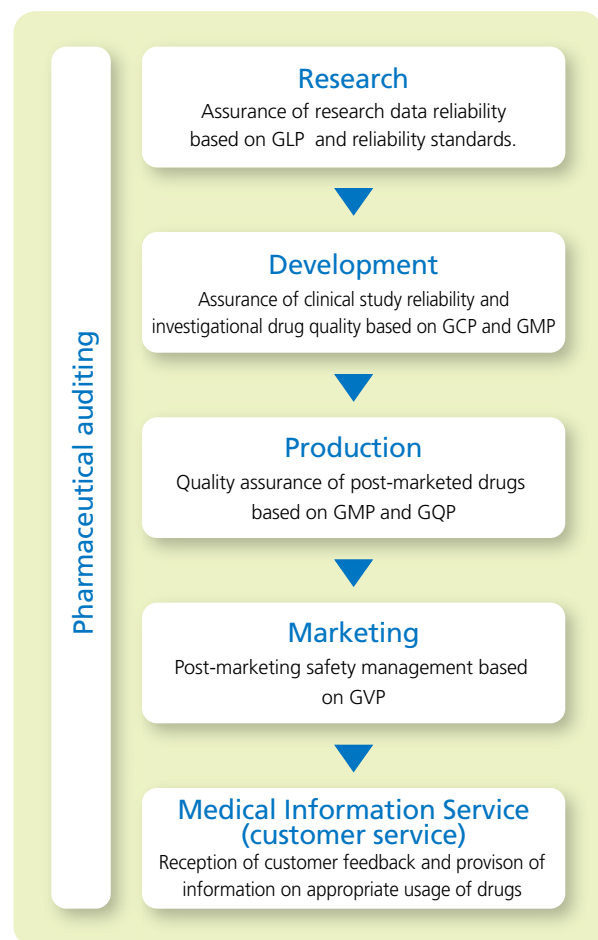 Pharmaceutical auditing
Research
Assurance of research data reliability
based on GLP and reliability standards.
Development
Assurance of clinical study reliability and
investigational drug quality based on GCP and GMP
Production
Quality assurance of post-marketed drugs
based on GMP and GQP
Marketing
Post-marketing safety management based
on GVP
Medical Information Service
(customer service)
Reception of customer feedback and provison of
information on appropriate usage of drugs